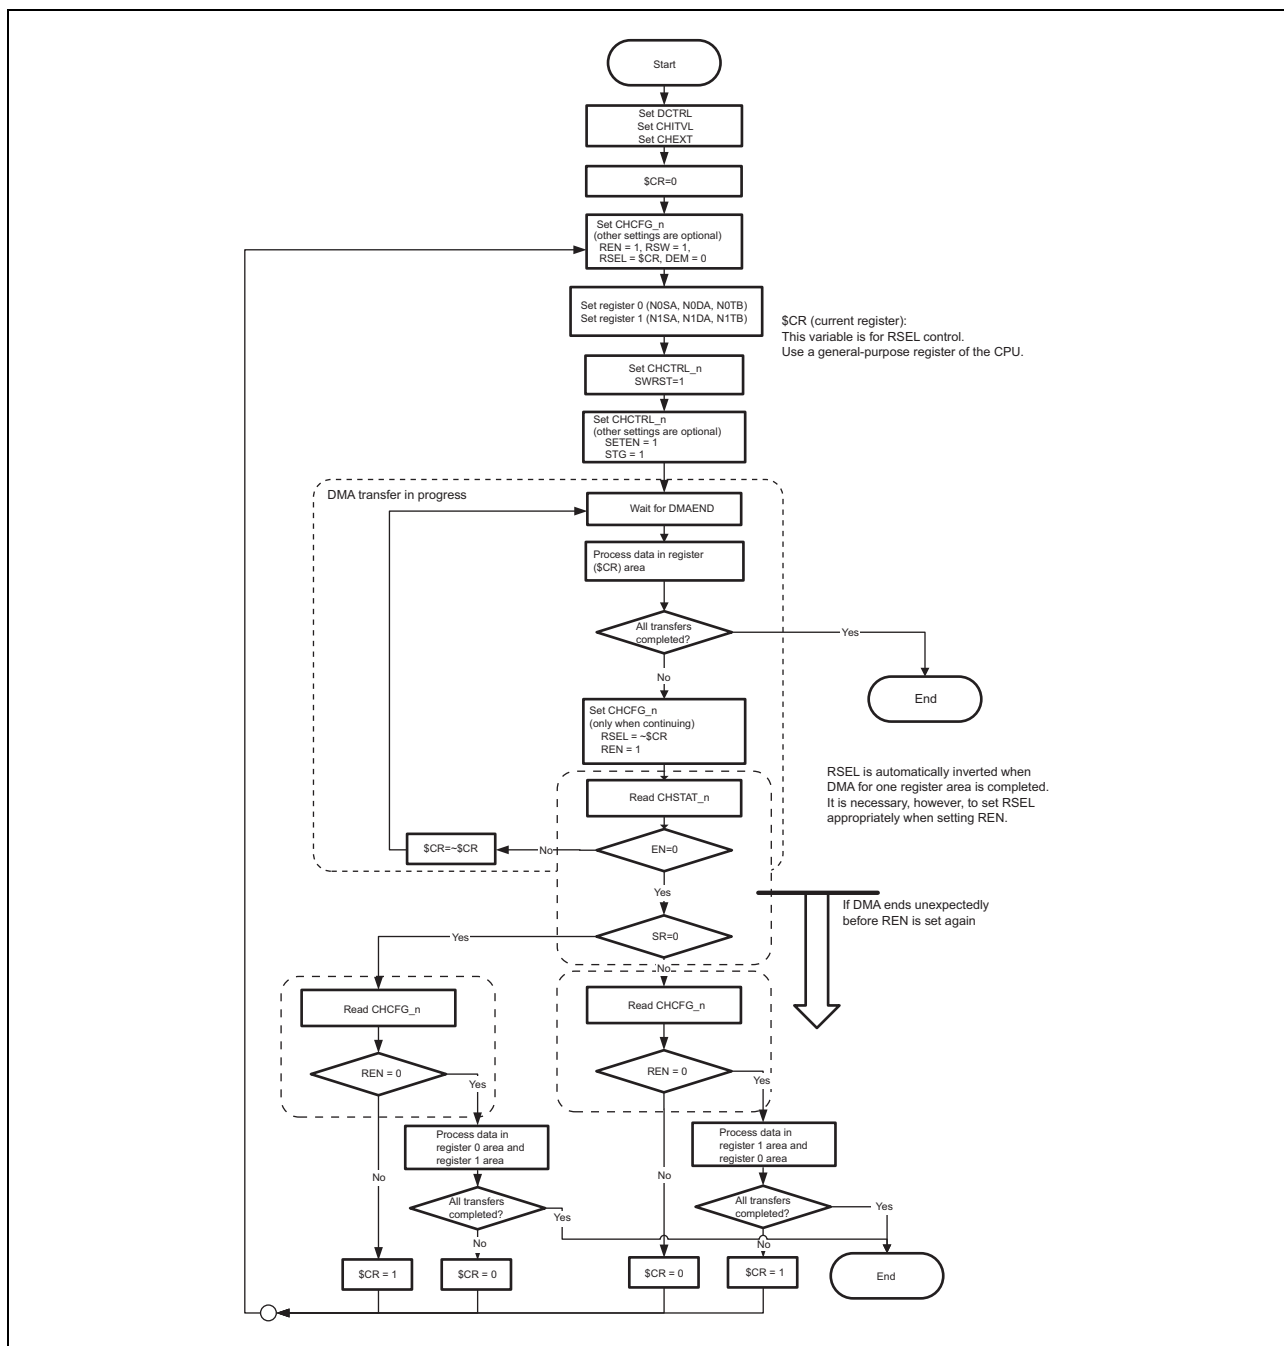 Start
Set DCTRL
Set CHITVL
Set CHEXT
$CR=0
Set CHCFG_n
(other settings are optional)
REN = 1, RSW = 1,
RSEL = $CR, DEM = 0
Set register 0 (N0SA, N0DA, N0TB)
Set register 1 (N1SA, N1DA, N1TB)
$CR (current register):
This variable is for RSEL control.
Use a general-purpose register of the CPU.
Set CHCTRL_n
SWRST=1
Set CHCTRL_n
(other settings are optional)
SETEN = 1
STG = 1
DMA transfer in progress
Wait for DMAEND
Process data in register
($CR) area
All transfers
completed?
Yes
No
End
Set CHCFG_n
(only when continuing)
RSEL = ~$CR
REN = 1
RSEL is automatically inverted when
DMA for one register area is completed.
It is necessary, however, to set RSEL
appropriately when setting REN.
Read CHSTAT_n
EN=0
No
$CR=~$CR
Yes
If DMA ends unexpectedly
before REN is set again
SR=0
Yes
No
Read CHCFG_n
REN = 0
Yes
Read CHCFG_n
REN = 0
Yes
Process data in
register 0 area and
register 1 area
Process data in
register 1 area and
register 0 area
No
No
All transfers
completed?
Yes
No
All transfers
completed?
Yes
No
$CR = 1
$CR = 0
$CR = 0
$CR = 1
End